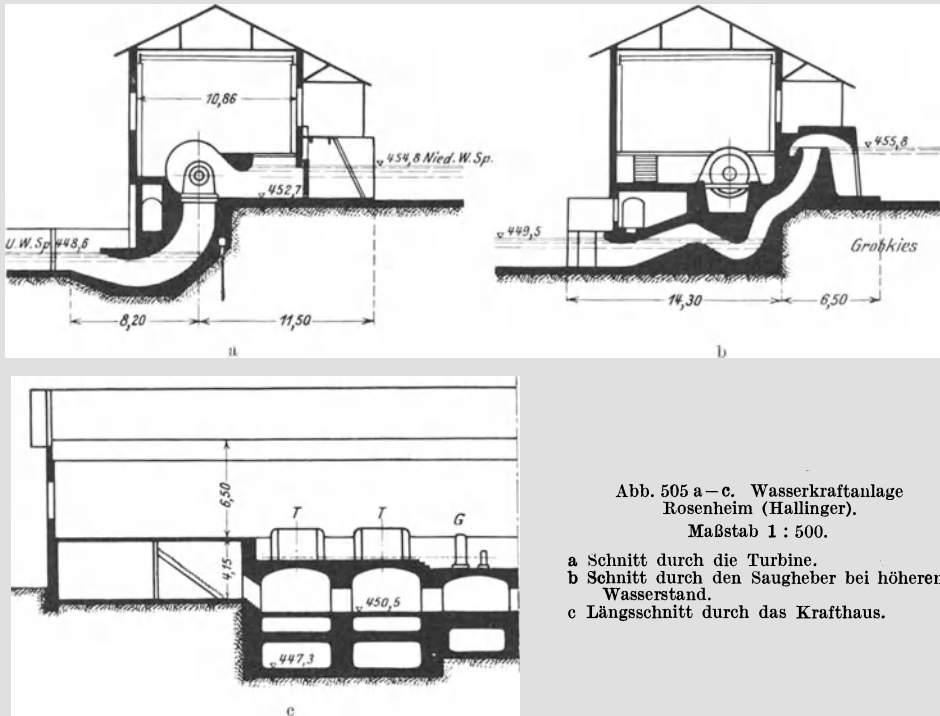 10,86
454,8 Nied. W. Sp.
452,7
U. W. Sp. 448,6
8,20
11,50
a
455,8
449,5
Grobkies
14,30
6,50
b
6,50
T
T
G
4,15
450,5
447,3
c
Abb. 505 a—c. Wasserkraftanlage
Rosenheim (Hallinger).
Maßstab 1 : 500.
a Schnitt durch die Turbine.
b Schnitt durch den Saugheber bei höherem
Wasserstand.
c Längsschnitt durch das Krafthaus.